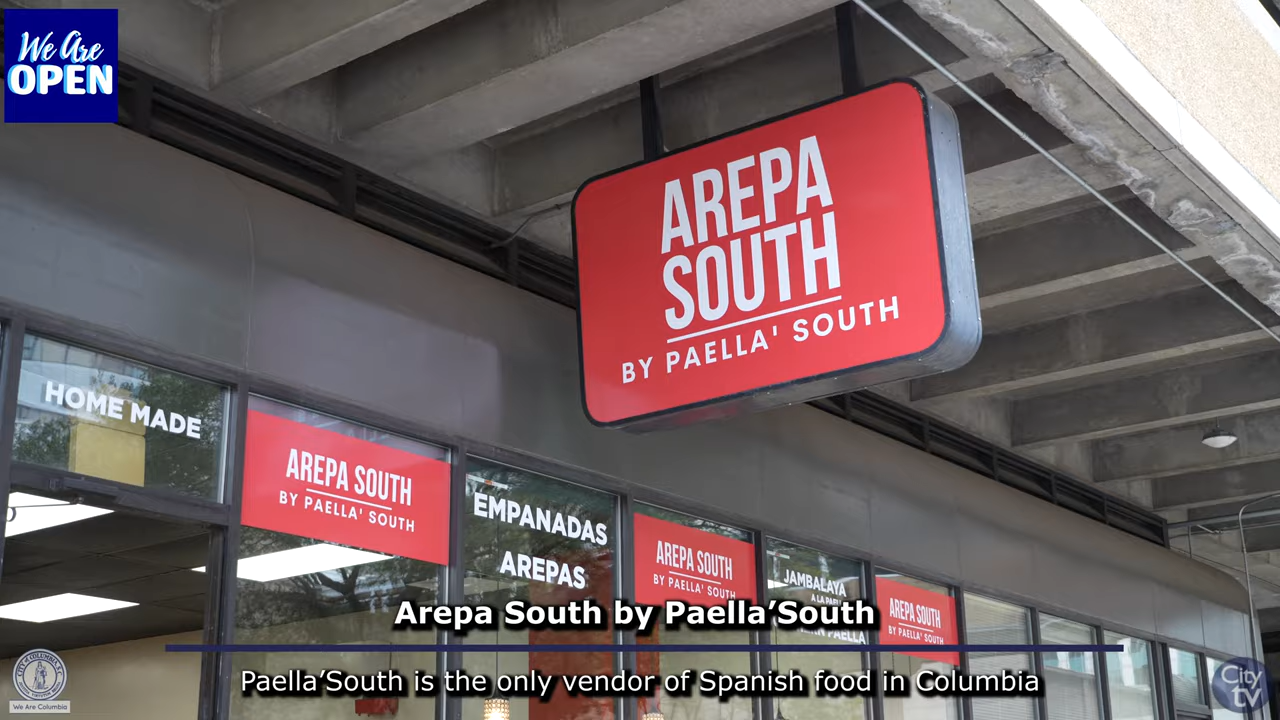 We Are
OPEN
AREPA
SOUTH
BY PAELLA' SOUTH
HOME MADE
AREPA SOUTH
BY PAELLA' SOUTH
EMPANADAS
AREPAS
AREPA SOUTH
BY PAELLA' SOUTH
JAMBALAYA
A LA
PAELLA
AREPA SOUTH
BY PAELLA' SOUTH
Arepa South by Paella’South
Paella’South is the only vendor of Spanish food in Columbia
We Are Columbia
City
tv